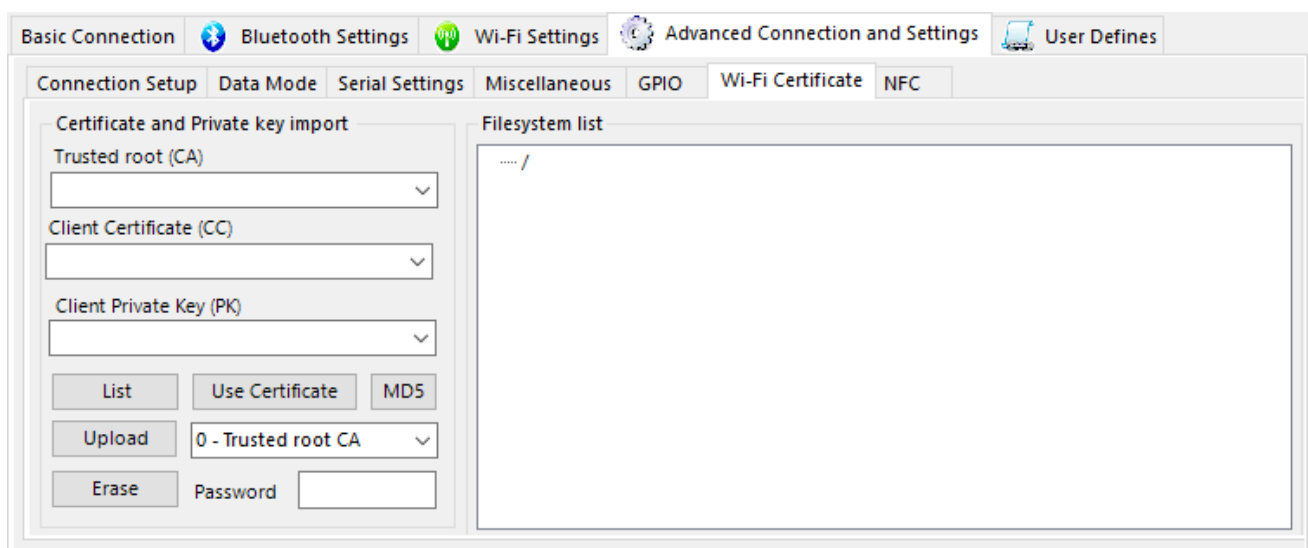 Basic Connection Bluetooth Settings Wi-Fi Settings Advanced Connection and Settings User Defines
Connection Setup Data Mode Serial Settings Miscellaneous GPIO Wi-Fi Certificate NFC
Certificate and Private key import
Trusted root (CA)
Client Certificate (CC)
Client Private Key (PK)
List Use Certificate MD5
Upload 0 - Trusted root CA
Erase Password
Filesystem list
/